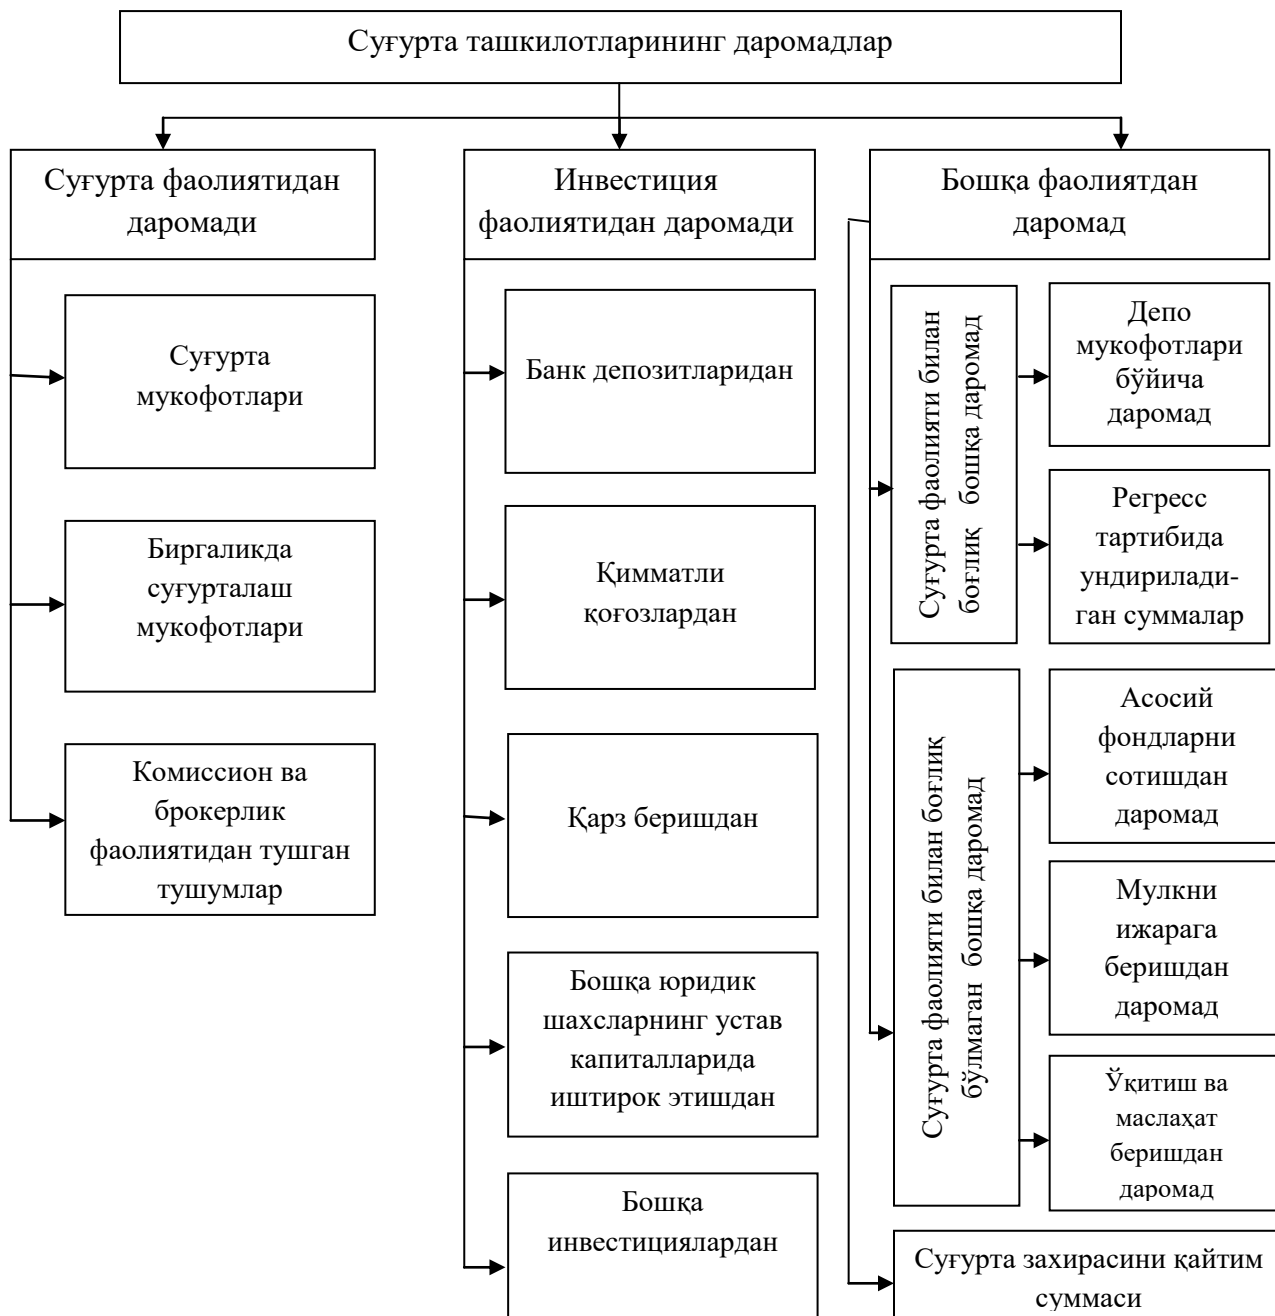 Суғурта ташкилотларининг даромадлар
Суғурта фаолиятидан
даромади
Суғурта
мукофотлари
Биргаликда
суғурталаш
мукофотлари
Комиссион ва
брокерлик
фаолиятидан тушган
тушумлар
Инвестиция
фаолиятидан даромади
Банк депозитларидан
Қимматли
қоғозлардан
Қарз беришдан
Бошқа юридик
шахсларнинг устав
капиталларида
иштирок этишдан
Бошқа
инвестициялардан
Бошқа фаолиятдан
даромад
Суғурта фаолияти билан
боғлиқ бошқа даромад
Депо
мукофотлари
бўйича
даромад
Регресс
тартибида
ундирилади-
ган суммалар
Суғурта фаолияти билан боғлиқ
бўлмаган бошқа даромад
Асосий
фондларни
сотишдан
даромад
Мулкни
ижарага
беришдан
даромад
Ўқитиш ва
маслаҳат
беришдан
даромад
Суғурта захирасини қайтим
суммаси